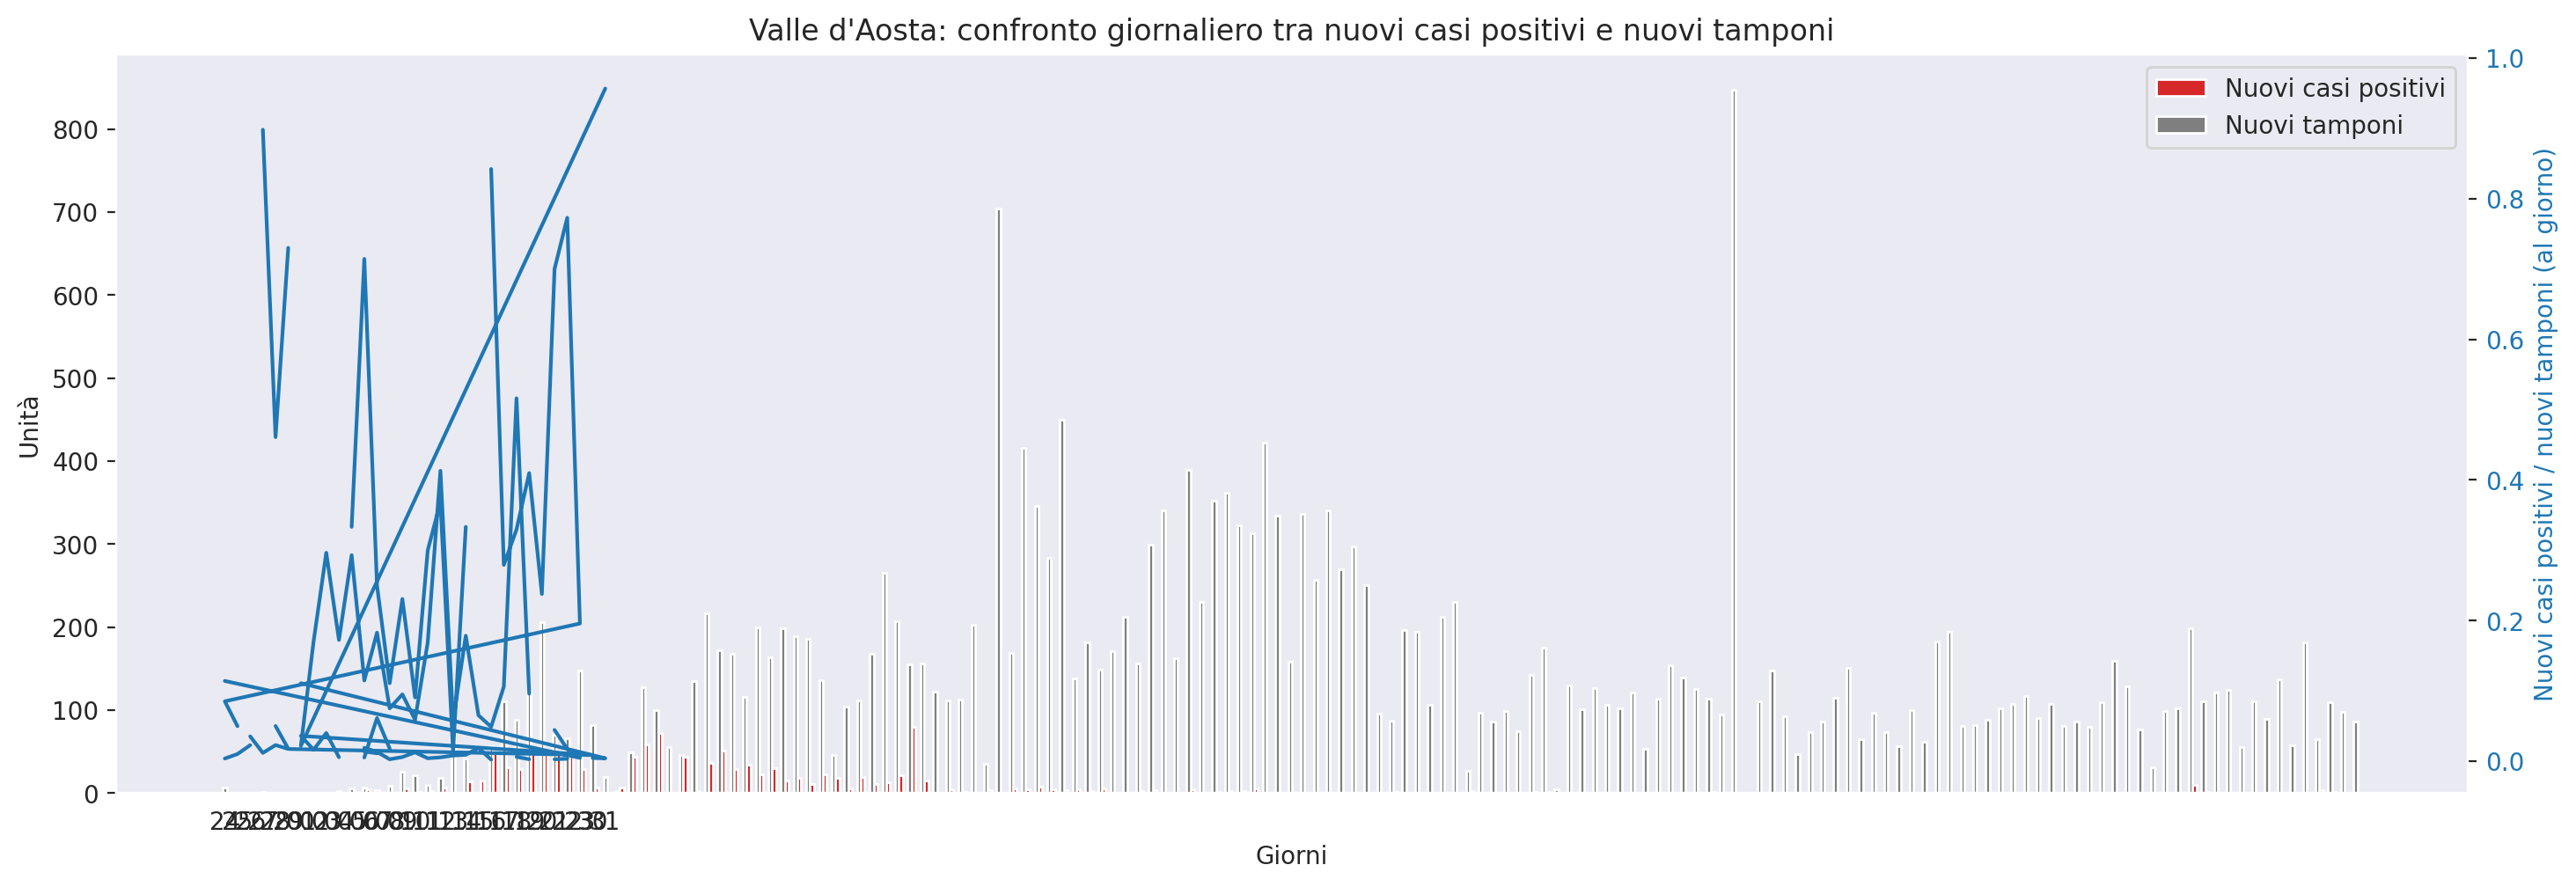 Valle d'Aosta: confronto giornaliero tra nuovi casi positivi e nuovi tamponi
Nuovi casi positivi
Nuovi tamponi
Unità
800
700
600
500
400
300
200
100
0
1.0
0.8
0.6
0.4
0.2
0.0
Nuovi casi positivi / nuovi tamponi (al giorno)
Giorni